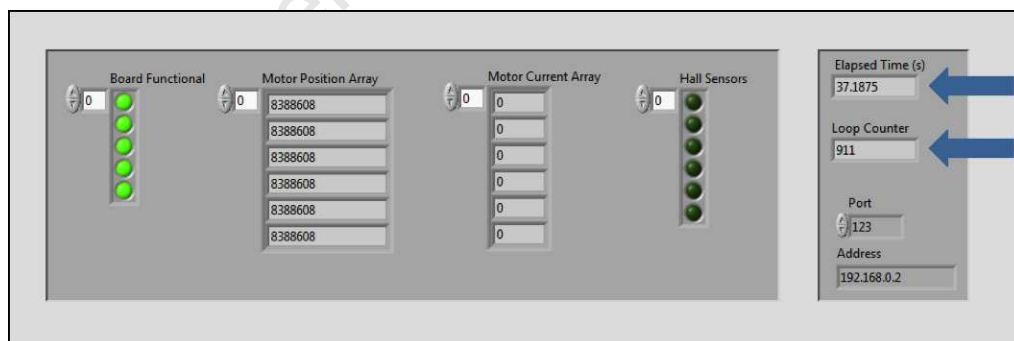 Board Functional
0
Motor Position Array
0
8388608
8388608
8388608
8388608
8388608
8388608
Motor Current Array
0
0
0
0
0
0
0
Hall Sensors
0
Elapsed Time (s)
37.1875
Loop Counter
911
Port
123
Address
192.168.0.2